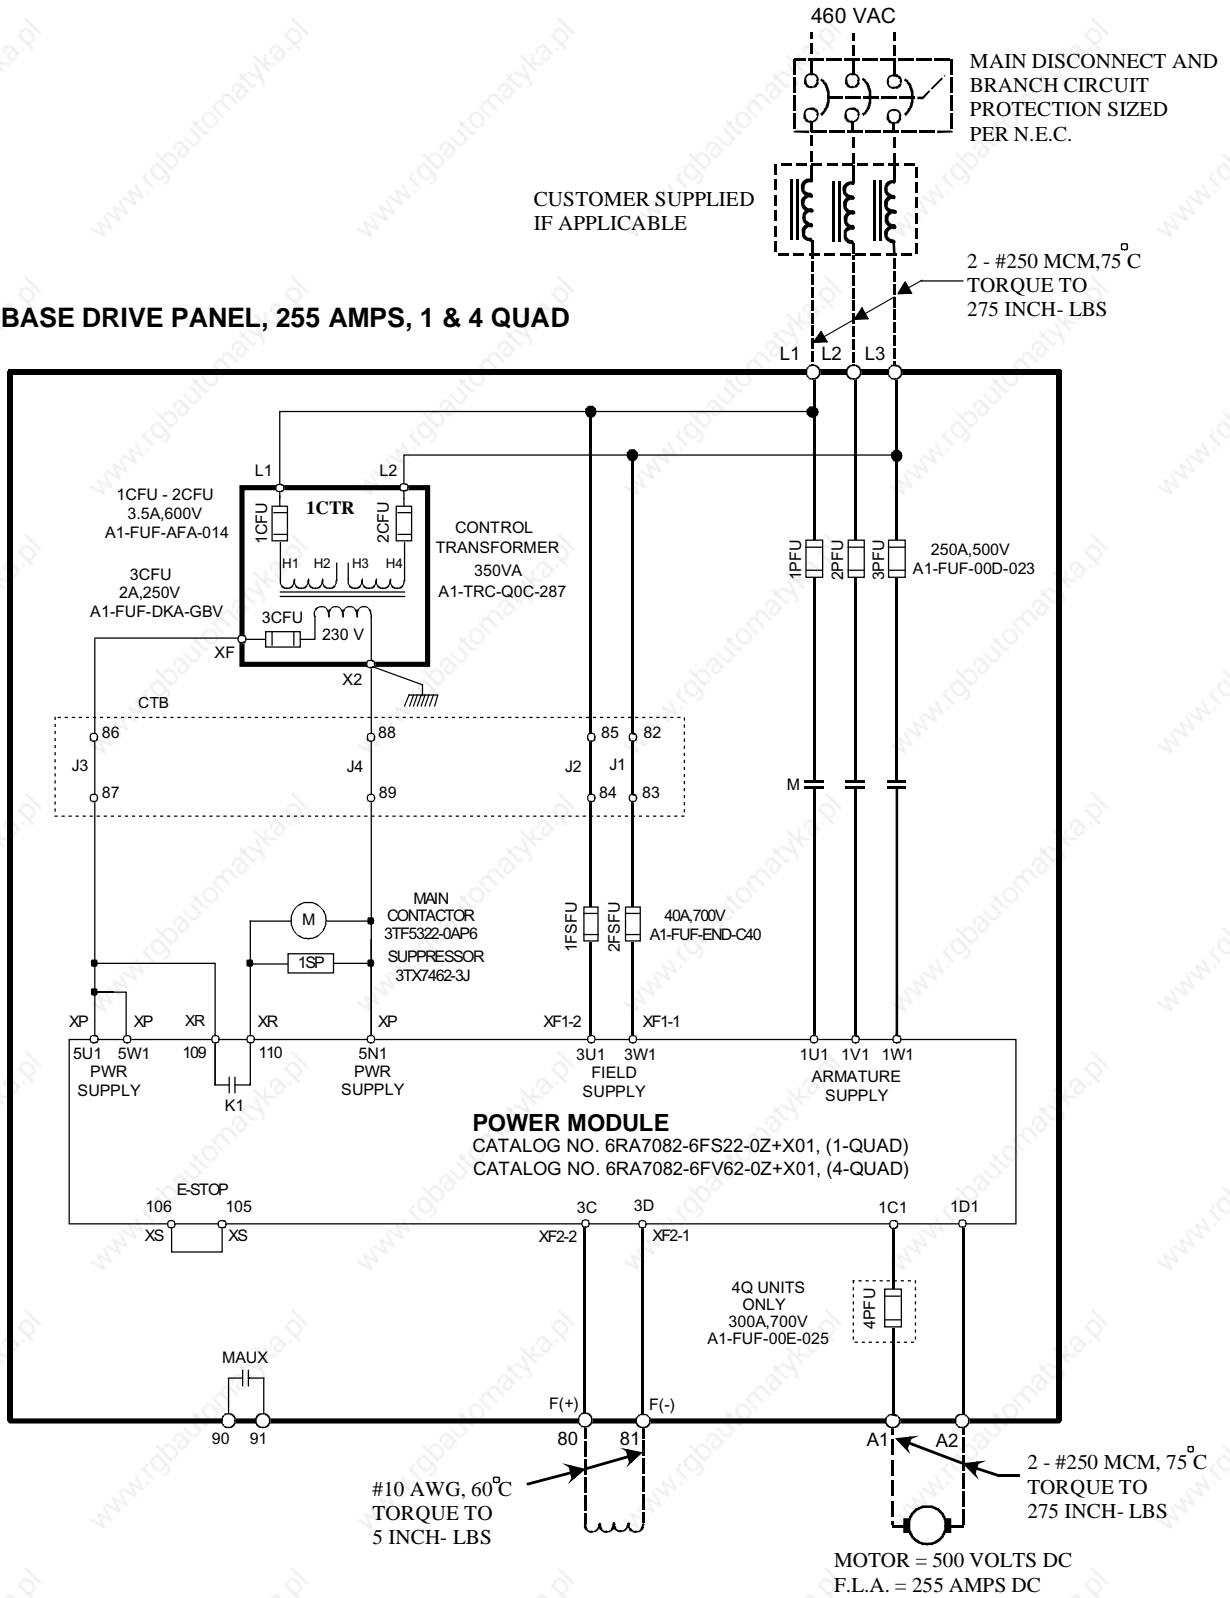 460 VAC
MAIN DISCONNECT AND
BRANCH CIRCUIT
PROTECTION SIZED
PER N.E.C.
CUSTOMER SUPPLIED
IF APPLICABLE
2 - #250 MCM,75°C
TORQUE TO
275 INCH- LBS
BASE DRIVE PANEL, 255 AMPS, 1 & 4 QUAD
L1 L2 L3
L1 L2
1CFU - 2CFU
3.5A,600V
A1-FUF-AFA-014
1CFU
1CTR
2CFU
CONTROL
TRANSFORMER
350VA
A1-TRC-Q0C-287
H1 H2 H3 H4
3CFU
2A,250V
A1-FUF-DKA-GBV
3CFU
230 V
XF
X2
1PFU
2PFU
3PFU
250A,500V
A1-FUF-00D-023
CTB
86 88 85 82
J3 J4 J2 J1
87 89 84 83
M
M
MAIN
CONTACTOR
3TF5322-0AP6
1SP
SUPPRESSOR
3TX7462-3J
1FSFU
2FSFU
40A,700V
A1-FUF-END-C40
XP XP XR XR XP XF1-2 XF1-1
5U1 5W1 109 110 5N1 3U1 3W1 1U1 1V1 1W1
PWR
SUPPLY
K1
PWR
SUPPLY
FIELD
SUPPLY
ARMATURE
SUPPLY
POWER MODULE
CATALOG NO. 6RA7082-6FS22-0Z+X01, (1-QUAD)
CATALOG NO. 6RA7082-6FV62-0Z+X01, (4-QUAD)
E-STOP
106 105
XS XS
3C 3D 1C1 1D1
XF2-2 XF2-1
4Q UNITS
ONLY
300A,700V
A1-FUF-00E-025
4PFU
MAUX
90 91
F(+) F(-)
80 81
A1 A2
#10 AWG, 60°C
TORQUE TO
5 INCH- LBS
2 - #250 MCM, 75°C
TORQUE TO
275 INCH- LBS
MOTOR = 500 VOLTS DC
F.L.A. = 255 AMPS DC
www.rgbautomatyka.pl